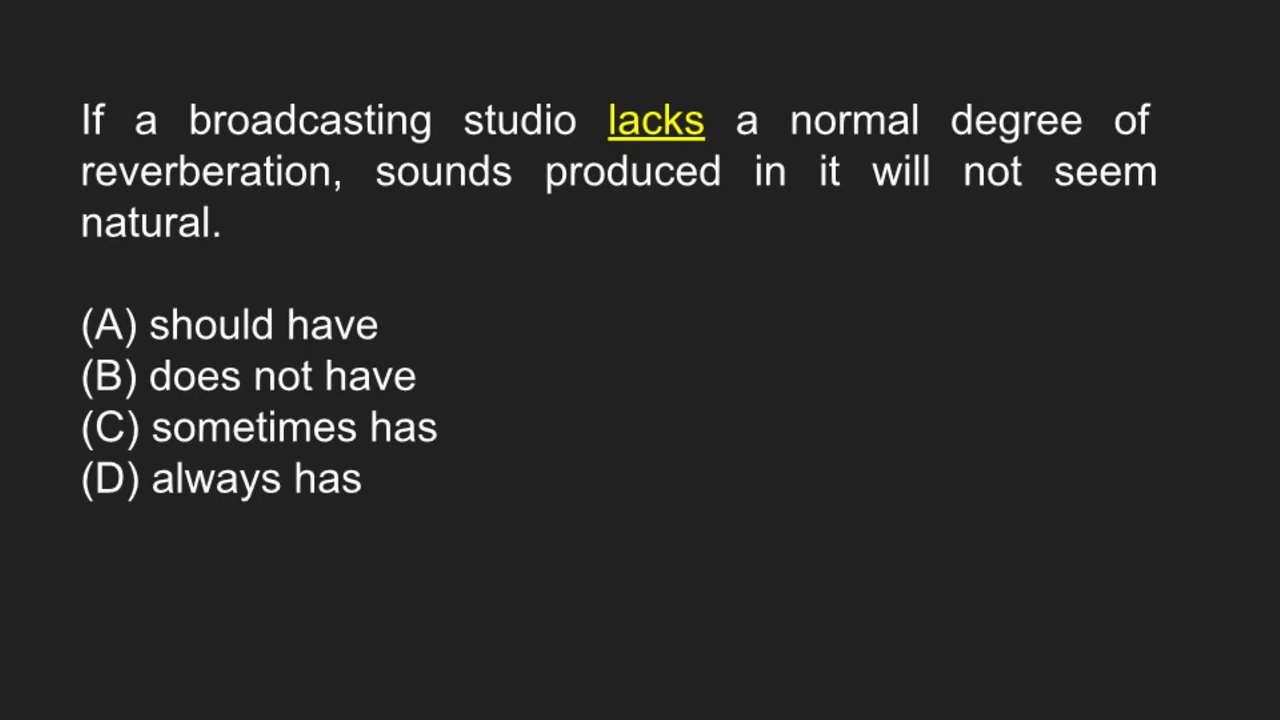 If a broadcasting studio lacks a normal degree of
reverberation, sounds produced in it will not seem
natural.
(A) should have
(B) does not have
(C) sometimes has
(D) always has